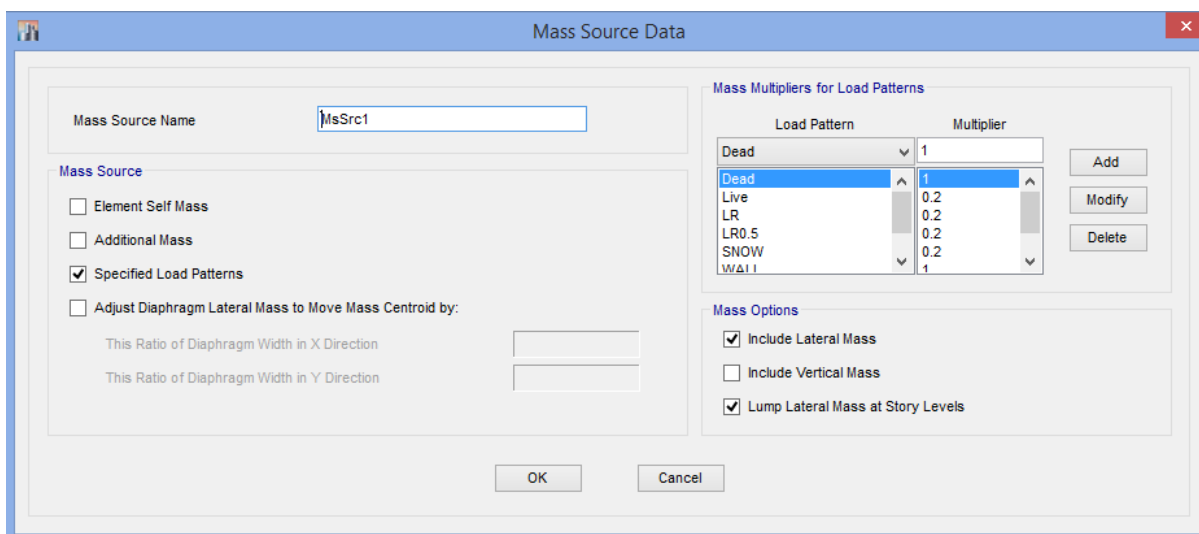 Mass Source Data
Mass Source Name MsSrc1
Mass Source
Element Self Mass
Additional Mass
Specified Load Patterns
Adjust Diaphragm Lateral Mass to Move Mass Centroid by:
This Ratio of Diaphragm Width in X Direction
This Ratio of Diaphragm Width in Y Direction
Mass Multipliers for Load Patterns
Load Pattern Multiplier
Dead 1
Dead 1
Live 0.2
LR 0.2
LR0.5 0.2
SNOW 0.2
WALL 1
Add
Modify
Delete
Mass Options
Include Lateral Mass
Include Vertical Mass
Lump Lateral Mass at Story Levels
OK Cancel